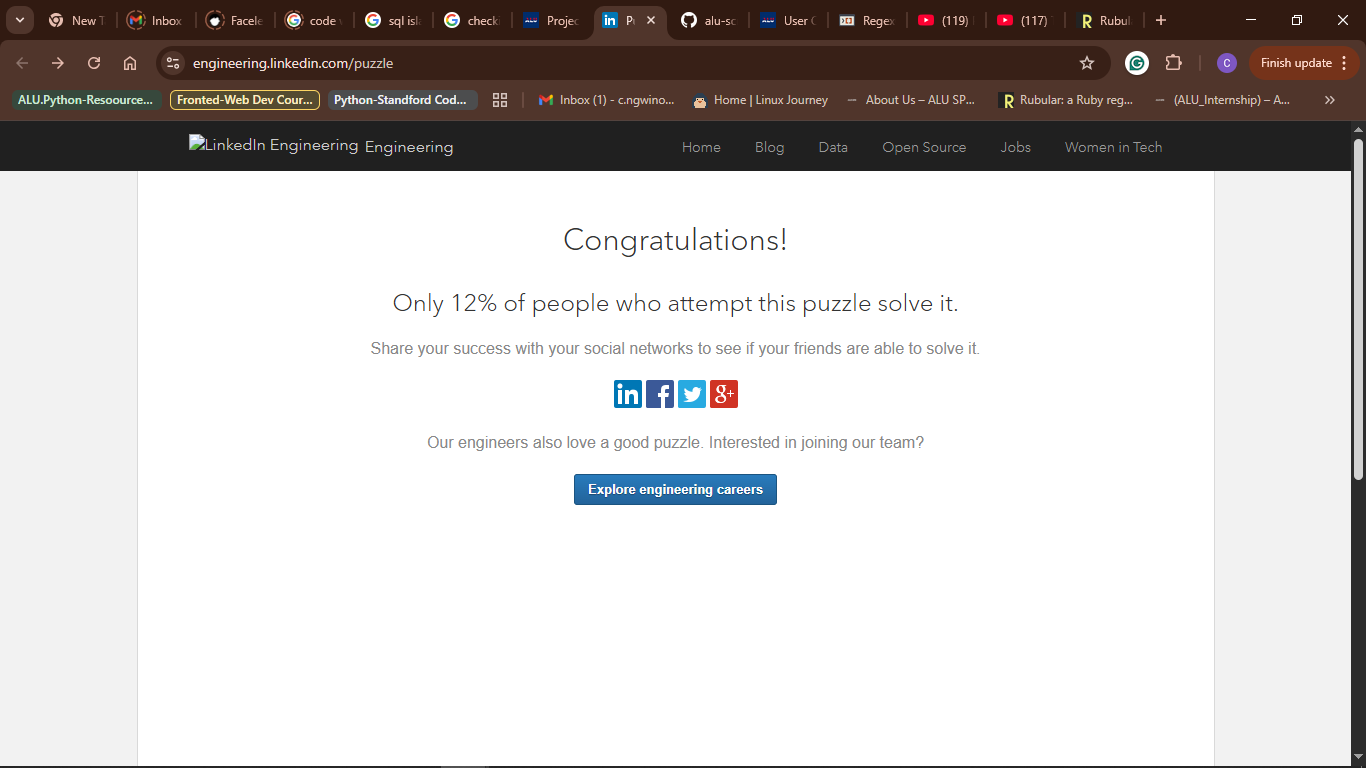 New T
Inbox
Facele
code
sql isla
check
Projec
Pu
alu-sc
User
Regex
(119)
(117)
Rubul
engineering.linkedin.com/puzzle
C
Finish update
ALU.Python-Resoource...
Fronted-Web Dev Cour...
Python-Standford Cod...
Inbox (1) - c.ngwino...
Home | Linux Journey
About Us – ALU SP...
Rubular: a Ruby reg...
(ALU_Internship) – A...
LinkedIn Engineering Engineering
Home Blog Data Open Source Jobs Women in Tech
Congratulations!
Only 12% of people who attempt this puzzle solve it.
Share your success with your social networks to see if your friends are able to solve it.
in f g+
Our engineers also love a good puzzle. Interested in joining our team?
Explore engineering careers